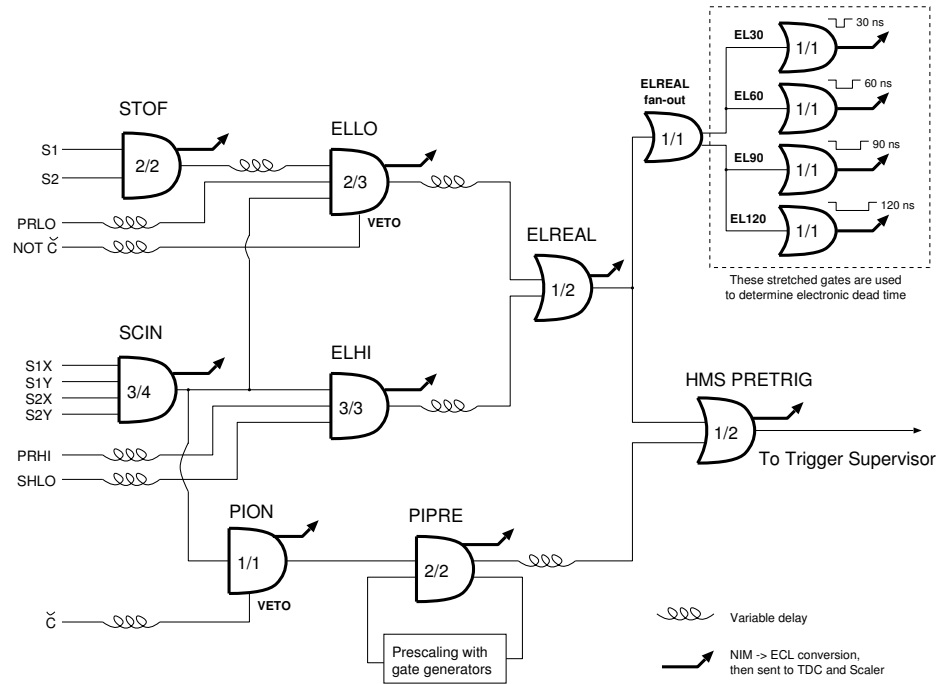 30 ns
EL30
1/1
ELREAL
fan-out
60 ns
EL60
1/1
1/1
90 ns
EL90
1/1
120 ns
EL120
1/1
These stretched gates are used
to determine electronic dead time
STOF
S1
S2
2/2
ELLO
2/3
VETO
PRLO
NOT Č
ELREAL
1/2
SCIN
S1X
S1Y
S2X
S2Y
3/4
ELHI
3/3
PRHI
SHLO
HMS PRETRIG
1/2
To Trigger Supervisor
PION
1/1
VETO
Č
PIPRE
2/2
Prescaling with
gate generators
Variable delay
NIM -> ECL conversion,
then sent to TDC and Scaler